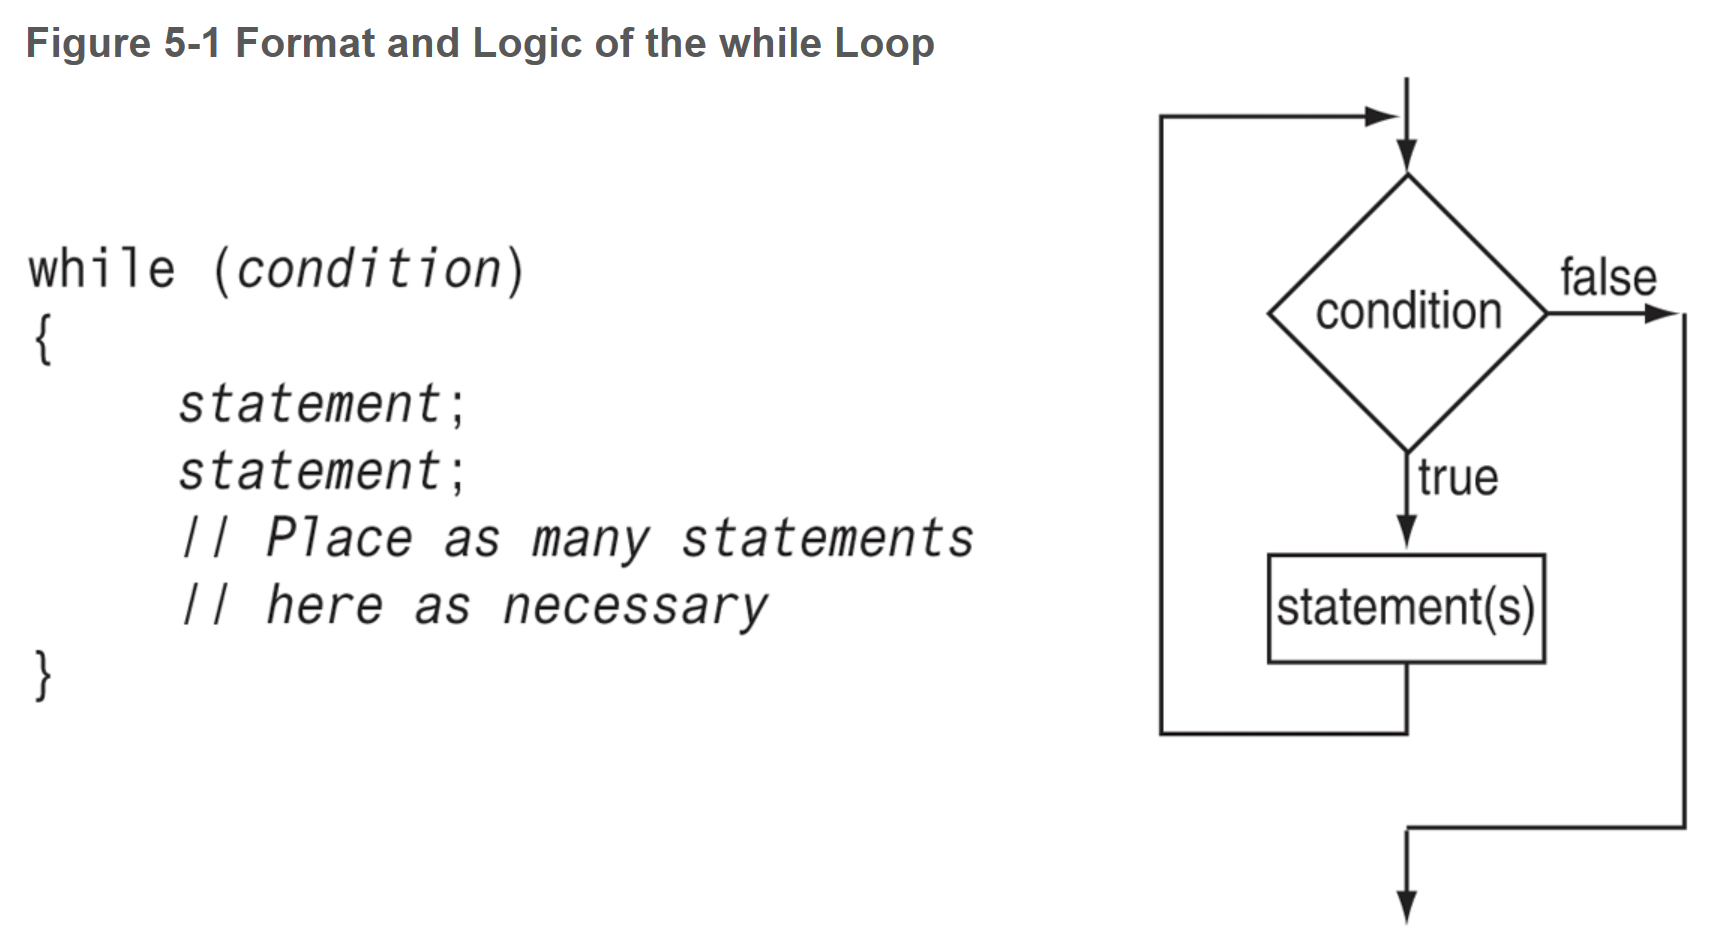 Figure 5-1 Format and Logic of the while Loop
while (condition)
{
statement;
statement;
// Place as many statements
// here as necessary
}
condition
false
true
statement(s)